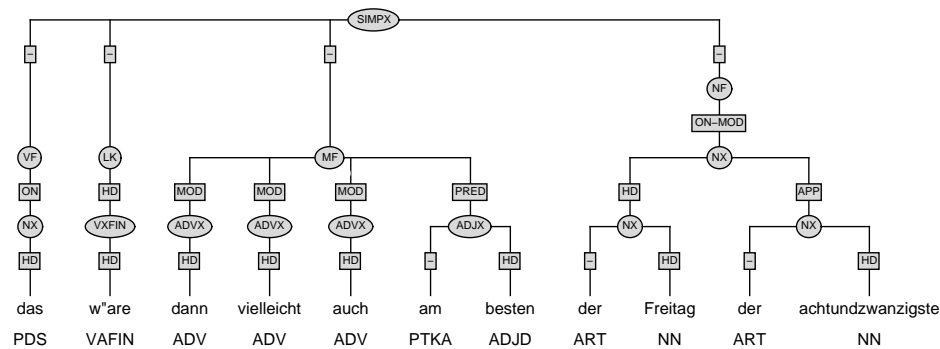 SIMPX
– – – –
NF
ON–MOD
VF LK MF NX
ON HD MOD MOD MOD PRED HD APP
NX VXFIN ADVX ADVX ADVX ADJX NX NX
HD HD HD HD HD – HD – HD – HD
das w"are dann vielleicht auch am besten der Freitag der achtundzwanzigste
PDS VAFIN ADV ADV ADV PTKA ADJD ART NN ART NN